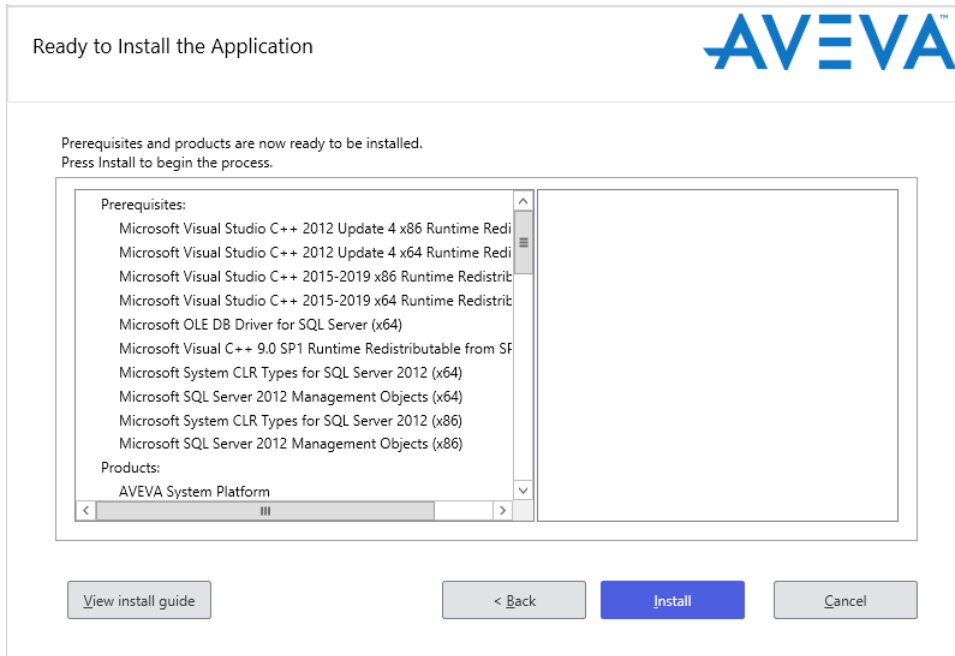 Ready to Install the Application
AVEVA™
Prerequisites and products are now ready to be installed.
Press Install to begin the process.
Prerequisites:
Microsoft Visual Studio C++ 2012 Update 4 x86 Runtime Redi
Microsoft Visual Studio C++ 2012 Update 4 x64 Runtime Redi
Microsoft Visual Studio C++ 2015-2019 x86 Runtime Redistrib
Microsoft Visual Studio C++ 2015-2019 x64 Runtime Redistrib
Microsoft OLE DB Driver for SQL Server (x64)
Microsoft Visual C++ 9.0 SP1 Runtime Redistributable from SP
Microsoft System CLR Types for SQL Server 2012 (x64)
Microsoft SQL Server 2012 Management Objects (x64)
Microsoft System CLR Types for SQL Server 2012 (x86)
Microsoft SQL Server 2012 Management Objects (x86)
Products:
AVEVA System Platform
View install guide
< Back
Install
Cancel